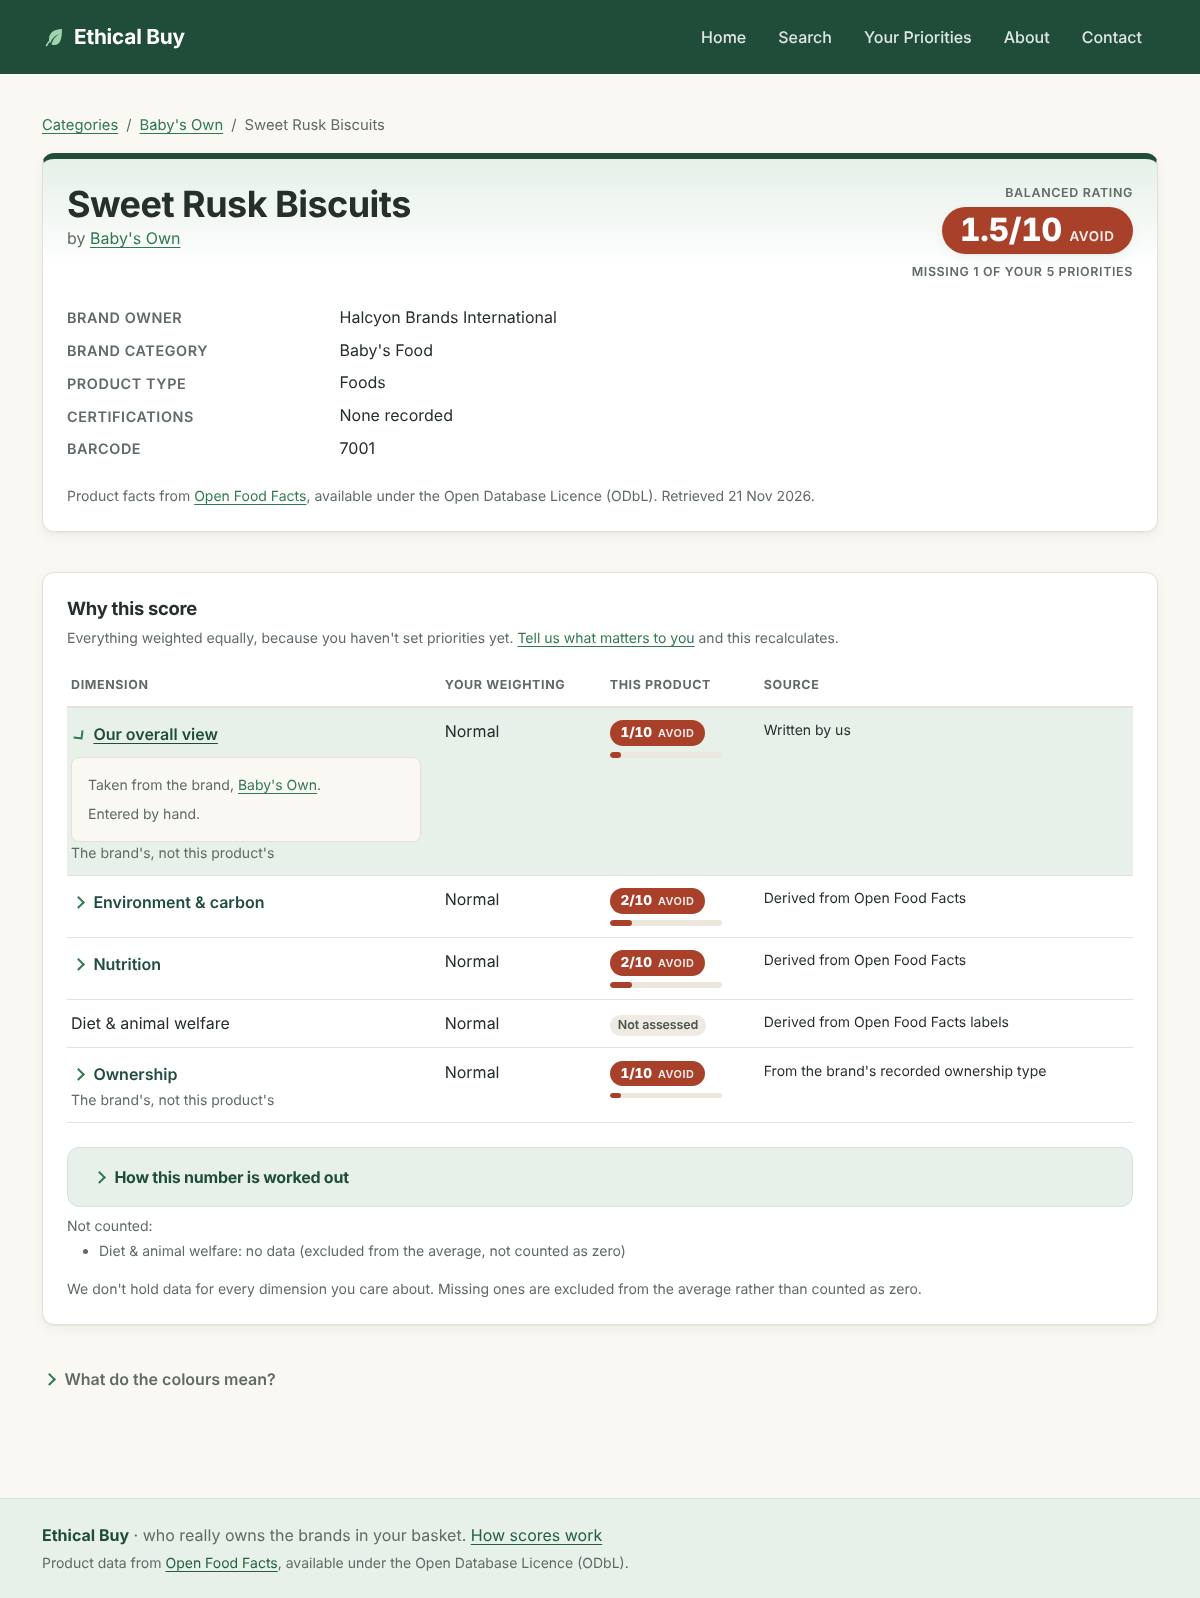 Ethical Buy
Home Search Your Priorities About Contact
Categories / Baby's Own / Sweet Rusk Biscuits
Sweet Rusk Biscuits
by Baby's Own
BALANCED RATING
1.5/10 AVOID
MISSING 1 OF YOUR 5 PRIORITIES
BRAND OWNER Halcyon Brands International
BRAND CATEGORY Baby's Food
PRODUCT TYPE Foods
CERTIFICATIONS None recorded
BARCODE 7001
Product facts from Open Food Facts, available under the Open Database Licence (ODbL). Retrieved 21 Nov 2026.
Why this score
Everything weighted equally, because you haven't set priorities yet. Tell us what matters to you and this recalculates.
DIMENSION YOUR WEIGHTING THIS PRODUCT SOURCE
Our overall view Normal 1/10 AVOID Written by us
Taken from the brand, Baby's Own.
Entered by hand.
The brand's, not this product's
Environment & carbon Normal 2/10 AVOID Derived from Open Food Facts
Nutrition Normal 2/10 AVOID Derived from Open Food Facts
Diet & animal welfare Normal Not assessed Derived from Open Food Facts labels
Ownership Normal 1/10 AVOID From the brand's recorded ownership type
The brand's, not this product's
How this number is worked out
Not counted:
• Diet & animal welfare: no data (excluded from the average, not counted as zero)
We don't hold data for every dimension you care about. Missing ones are excluded from the average rather than counted as zero.
What do the colours mean?
Ethical Buy · who really owns the brands in your basket. How scores work
Product data from Open Food Facts, available under the Open Database Licence (ODbL).